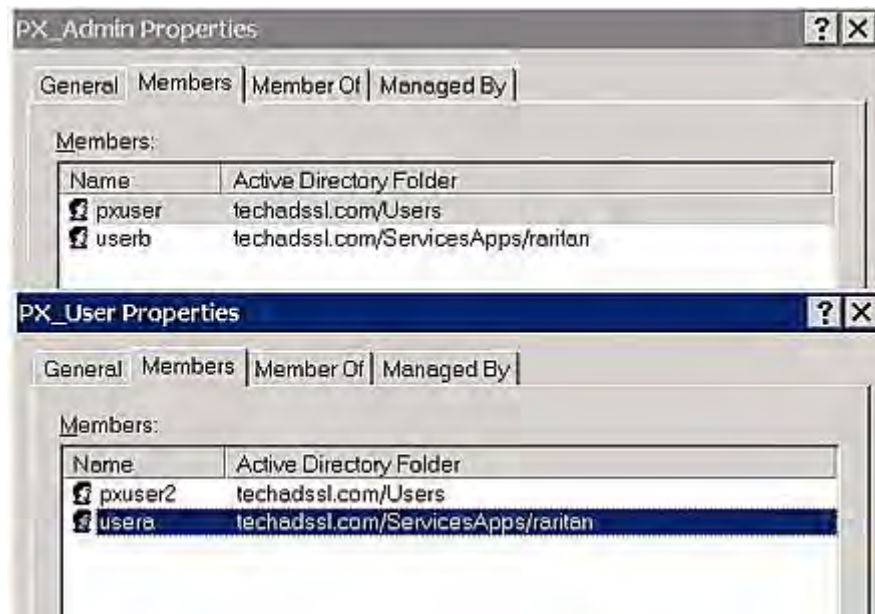 PX_Admin Properties
General Members Member Of Managed By
Members:
Name Active Directory Folder
pxuser techadssl.com/Users
userb techadssl.com/ServicesApps/raritan
PX_User Properties
General Members Member Of Managed By
Members:
Name Active Directory Folder
pxuser2 techadssl.com/Users
usera techadssl.com/ServicesApps/raritan